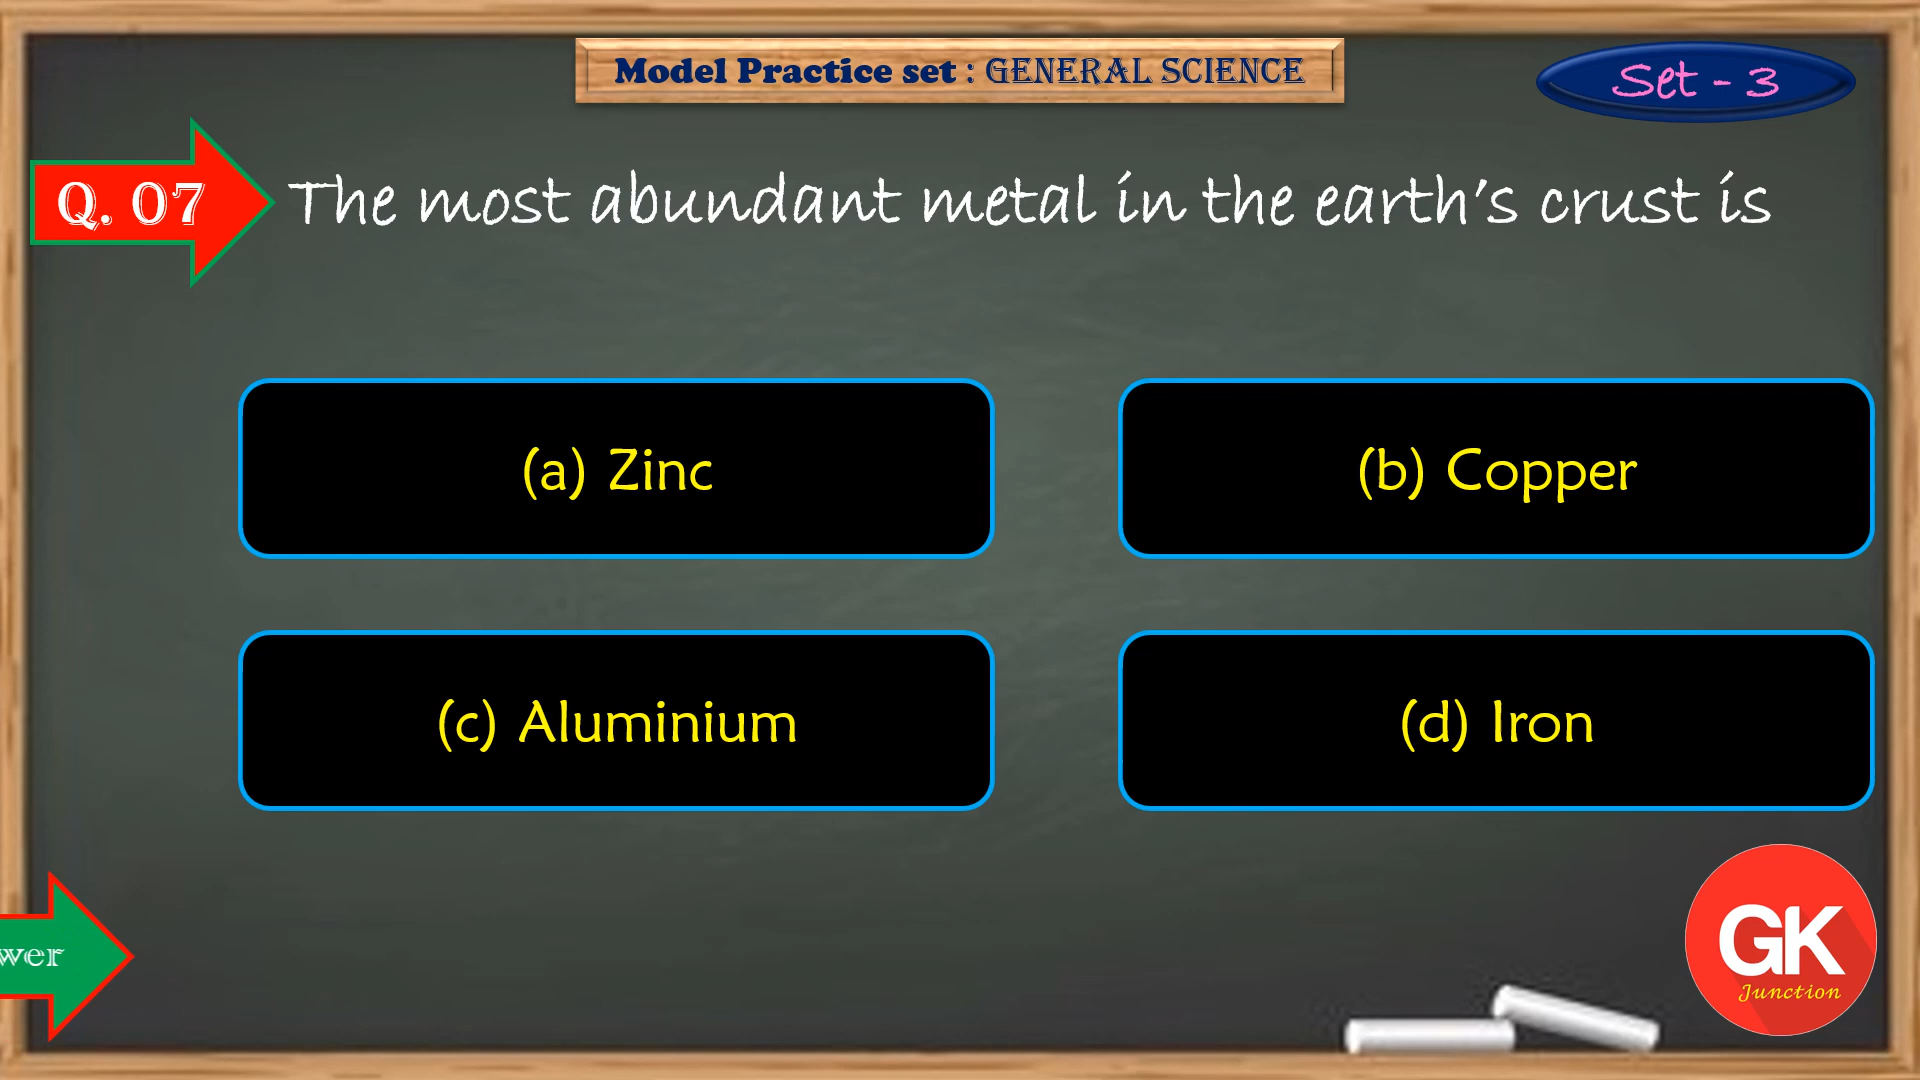 Model Practice set : GENERAL SCIENCE
Set - 3
Q. 07
The most abundant metal in the earth's crust is
(a) Zinc
(b) Copper
(c) Aluminium
(d) Iron
wer
GK
Junction